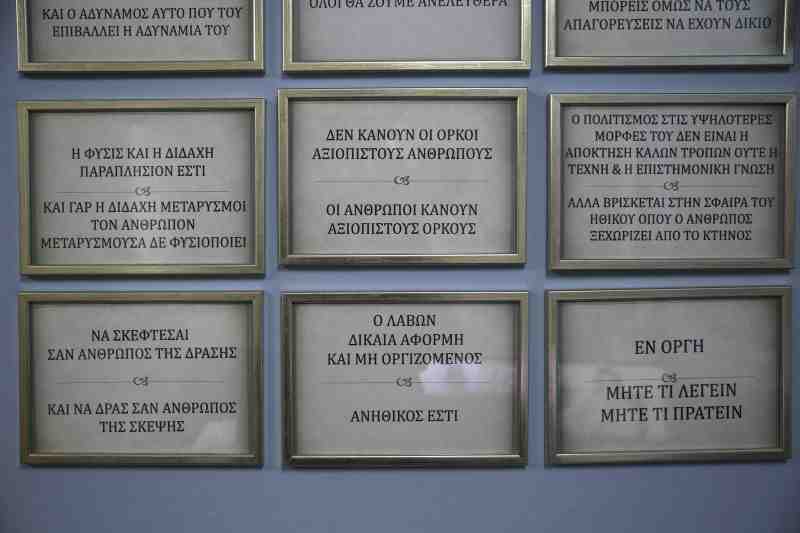 ΚΑΙ Ο ΑΔΥΝΑΜΟΣ ΑΥΤΟ ΠΟΥ ΤΟΥ
ΕΠΙΒΑΛΛΕΙ Η ΑΔΥΝΑΜΙΑ ΤΟΥ
ΟΛΟΙ ΘΑ ΖΟΥΜΕ ΑΝΕΛΕΥΘΕΡΑ
ΜΠΟΡΕΙΣ ΟΜΩΣ ΝΑ ΤΟΥΣ
ΑΠΑΓΟΡΕΥΣΕΙΣ ΝΑ ΕΧΟΥΝ ΔΙΚΙΟ
Η ΦΥΣΙΣ ΚΑΙ Η ΔΙΔΑΧΗ
ΠΑΡΑΠΛΗΣΙΟΝ ΕΣΤΙ
ΚΑΙ ΓΑΡ Η ΔΙΔΑΧΗ ΜΕΤΑΡΥΣΜΟΙ
ΤΟΝ ΑΝΘΡΩΠΟΝ
ΜΕΤΑΡΥΣΜΟΥΣΑ ΔΕ ΦΥΣΙΟΠΟΙΕΙ
ΔΕΝ ΚΑΝΟΥΝ ΟΙ ΟΡΚΟΙ
ΑΞΙΟΠΙΣΤΟΥΣ ΑΝΘΡΩΠΟΥΣ
ΟΙ ΑΝΘΡΩΠΟΙ ΚΑΝΟΥΝ
ΑΞΙΟΠΙΣΤΟΥΣ ΟΡΚΟΥΣ
Ο ΠΟΛΙΤΙΣΜΟΣ ΣΤΙΣ ΥΨΗΛΟΤΕΡΕΣ
ΜΟΡΦΕΣ ΤΟΥ ΔΕΝ ΕΙΝΑΙ Η
ΑΠΟΚΤΗΣΗ ΚΑΛΩΝ ΤΡΟΠΩΝ ΟΥΤΕ Η
ΤΕΧΝΗ & Η ΕΠΙΣΤΗΜΟΝΙΚΗ ΓΝΩΣΗ
ΑΛΛΑ ΒΡΙΣΚΕΤΑΙ ΣΤΗΝ ΣΦΑΙΡΑ ΤΟΥ
ΗΘΙΚΟΥ ΟΠΟΥ Ο ΑΝΘΡΩΠΟΣ
ΞΕΧΩΡΙΖΕΙ ΑΠΟ ΤΟ ΚΤΗΝΟΣ
ΝΑ ΣΚΕΦΤΕΣΑΙ
ΣΑΝ ΑΝΘΡΩΠΟΣ ΤΗΣ ΔΡΑΣΗΣ
ΚΑΙ ΝΑ ΔΡΑΣ ΣΑΝ ΑΝΘΡΩΠΟΣ
ΤΗΣ ΣΚΕΨΗΣ
Ο ΛΑΒΩΝ
ΔΙΚΑΙΑ ΑΦΟΡΜΗ
ΚΑΙ ΜΗ ΟΡΓΙΖΟΜΕΝΟΣ
ΑΝΗΘΙΚΟΣ ΕΣΤΙ
ΕΝ ΟΡΓΗ
ΜΗΤΕ ΤΙ ΛΕΓΕΙΝ
ΜΗΤΕ ΤΙ ΠΡΑΤΕΙΝ